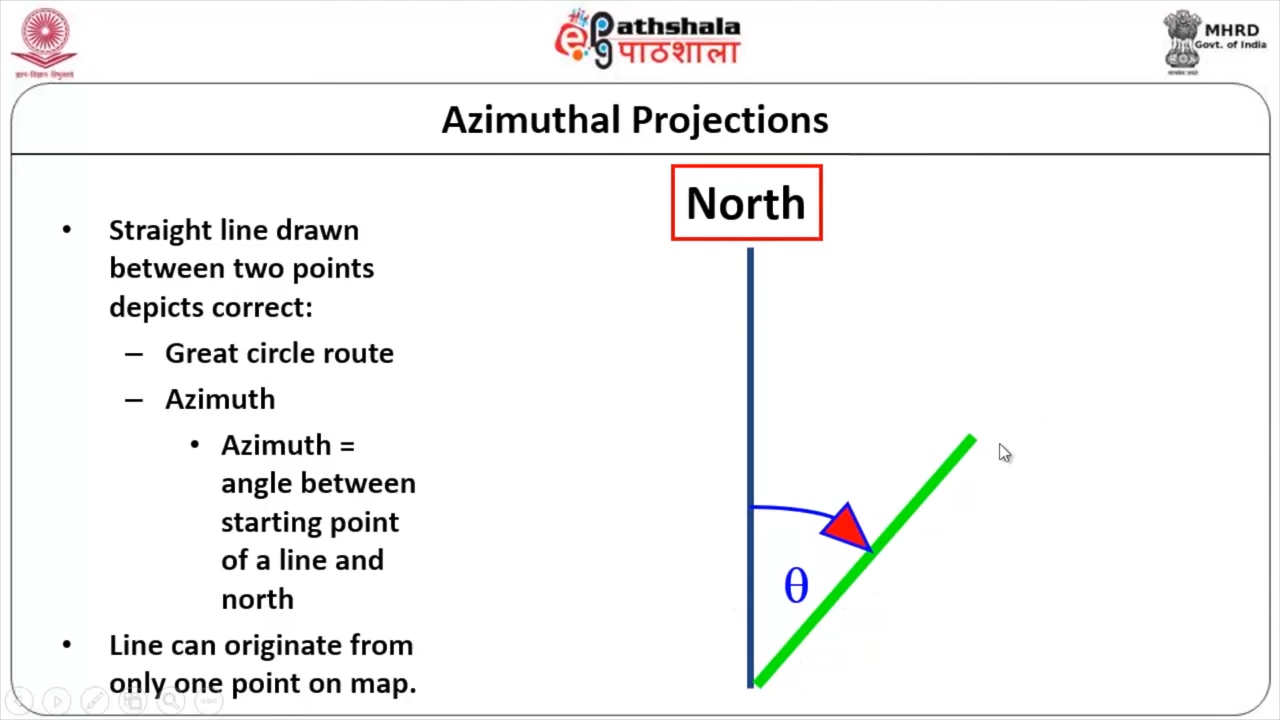 ePathshala
पाठशाला
MHRD
Govt. of India
Azimuthal Projections
North
• Straight line drawn
between two points
depicts correct:
– Great circle route
– Azimuth
• Azimuth =
angle between
starting point
of a line and
north
• Line can originate from
only one point on map.
θ